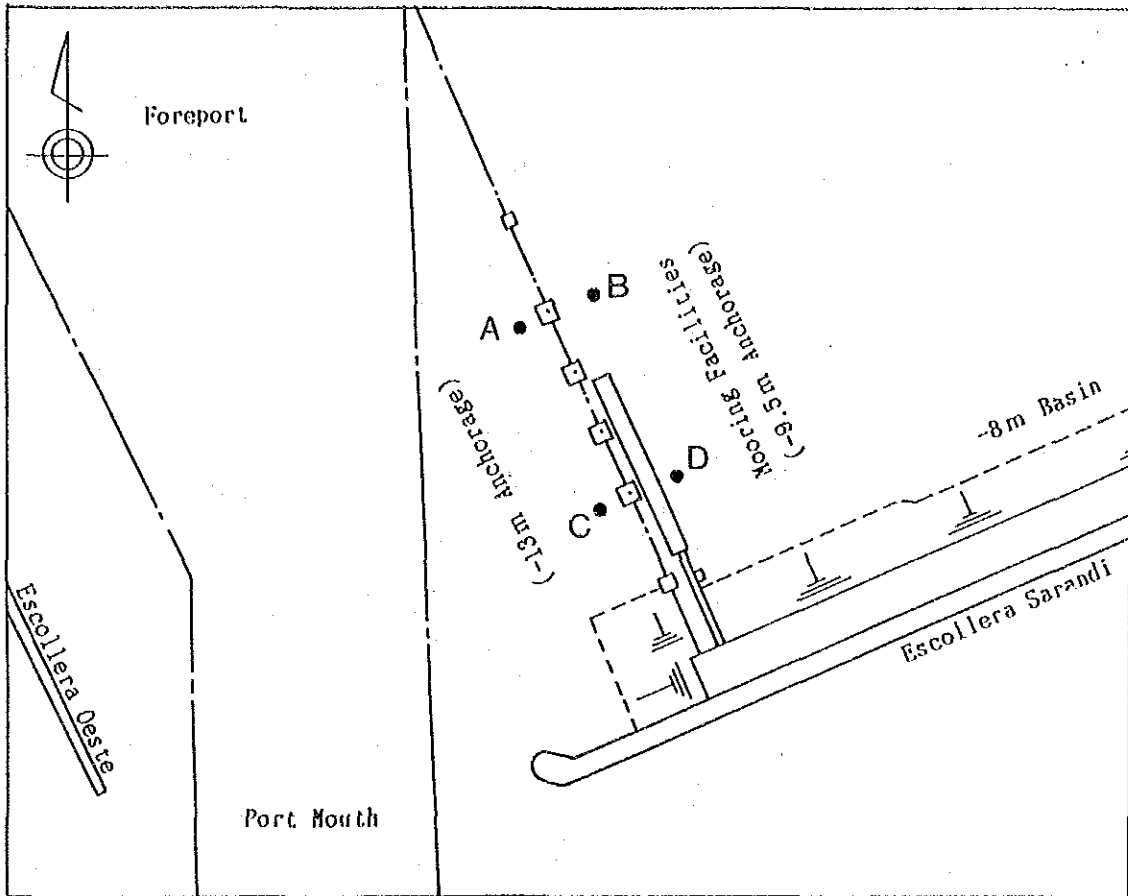 Foreport
B
A
Mooring Facilities
(-9.5m anchorage)
(-13m Anchorage)
D
C
-8m Basin
Escollera Sarandi
Escollera Oeste
Port Mouth